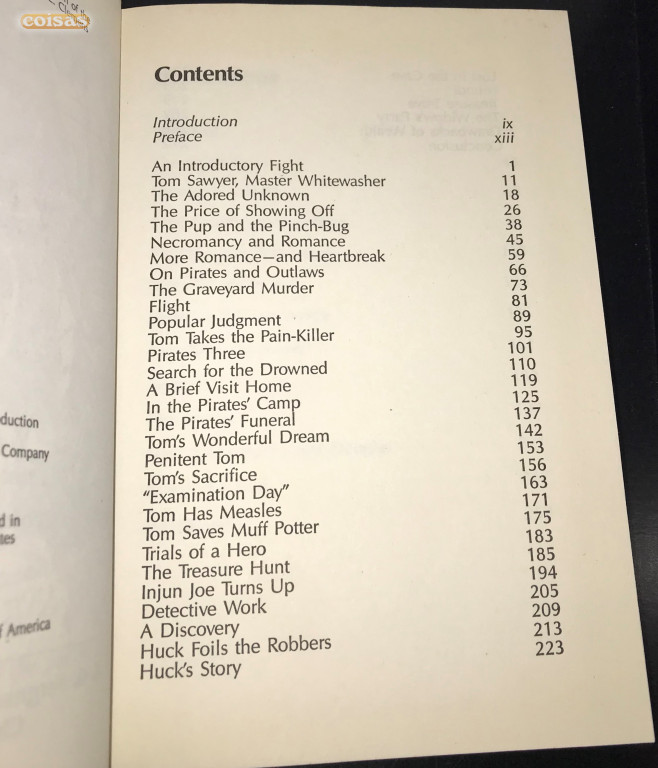 coisas
duction
Company
d in
tes
f America
Contents
Introduction ix
Preface xiii
An Introductory Fight 1
Tom Sawyer, Master Whitewasher 11
The Adored Unknown 18
The Price of Showing Off 26
The Pup and the Pinch-Bug 38
Necromancy and Romance 45
More Romance—and Heartbreak 59
On Pirates and Outlaws 66
The Graveyard Murder 73
Flight 81
Popular Judgment 89
Tom Takes the Pain-Killer 95
Pirates Three 101
Search for the Drowned 110
A Brief Visit Home 119
In the Pirates' Camp 125
The Pirates' Funeral 137
Tom's Wonderful Dream 142
Penitent Tom 153
Tom's Sacrifice 156
“Examination Day” 163
Tom Has Measles 171
Tom Saves Muff Potter 175
Trials of a Hero 183
The Treasure Hunt 185
Injun Joe Turns Up 194
Detective Work 205
A Discovery 209
Huck Foils the Robbers 213
Huck's Story 223